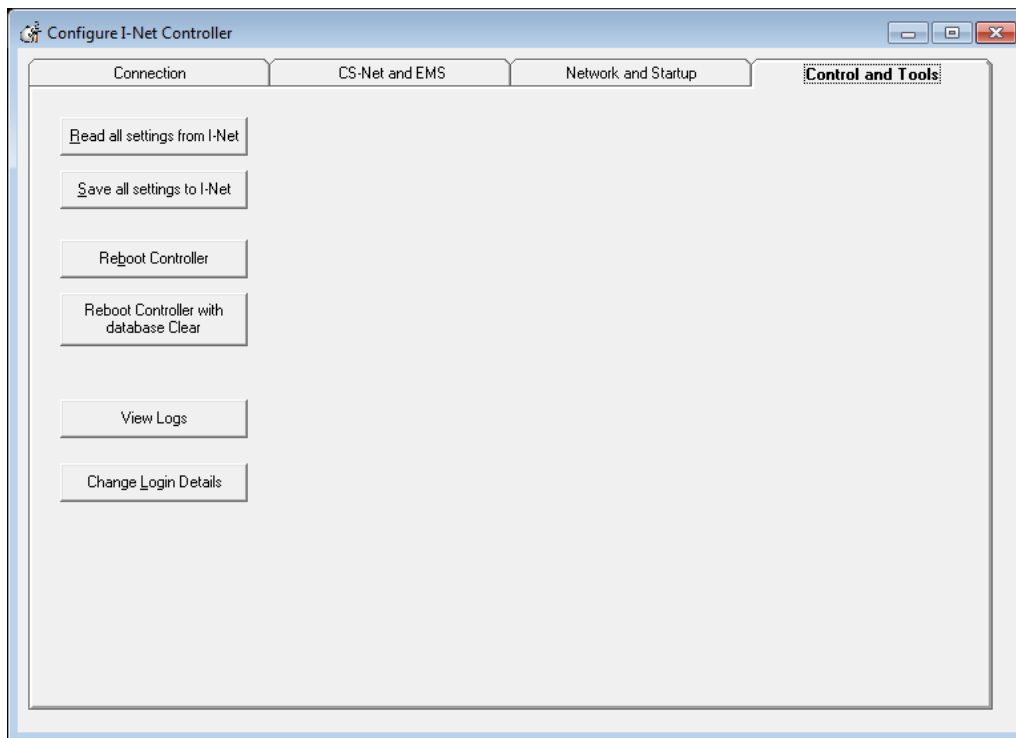 Configure I-Net Controller
Connection
CS-Net and EMS
Network and Startup
Control and Tools
Read all settings from I-Net
Save all settings to I-Net
Reboot Controller
Reboot Controller with
database Clear
View Logs
Change Login Details